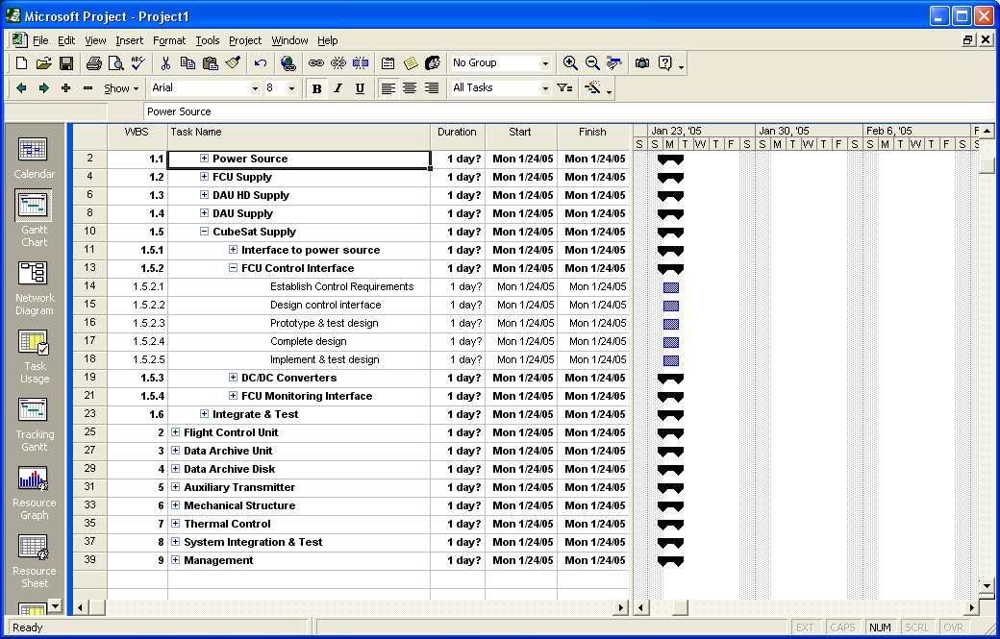 Microsoft Project - Project1
File Edit View Insert Format Tools Project Window Help
ABC No Group
Show Arial 8 B I U All Tasks
Power Source
WBS Task Name Duration Start Finish Jan 23, '05 Jan 30, '05 Feb 6, '05 F
S S M T W T F S S M T W T F S S M T W T F S S
2 1.1 Power Source 1 day? Mon 1/24/05 Mon 1/24/05
4 1.2 FCU Supply 1 day? Mon 1/24/05 Mon 1/24/05
6 1.3 DAU HD Supply 1 day? Mon 1/24/05 Mon 1/24/05
8 1.4 DAU Supply 1 day? Mon 1/24/05 Mon 1/24/05
10 1.5 CubeSat Supply 1 day? Mon 1/24/05 Mon 1/24/05
11 1.5.1 Interface to power source 1 day? Mon 1/24/05 Mon 1/24/05
13 1.5.2 FCU Control Interface 1 day? Mon 1/24/05 Mon 1/24/05
14 1.5.2.1 Establish Control Requirements 1 day? Mon 1/24/05 Mon 1/24/05
15 1.5.2.2 Design control interface 1 day? Mon 1/24/05 Mon 1/24/05
16 1.5.2.3 Prototype & test design 1 day? Mon 1/24/05 Mon 1/24/05
17 1.5.2.4 Complete design 1 day? Mon 1/24/05 Mon 1/24/05
18 1.5.2.5 Implement & test design 1 day? Mon 1/24/05 Mon 1/24/05
19 1.5.3 DC/DC Converters 1 day? Mon 1/24/05 Mon 1/24/05
21 1.5.4 FCU Monitoring Interface 1 day? Mon 1/24/05 Mon 1/24/05
23 1.6 Integrate & Test 1 day? Mon 1/24/05 Mon 1/24/05
25 2 Flight Control Unit 1 day? Mon 1/24/05 Mon 1/24/05
27 3 Data Archive Unit 1 day? Mon 1/24/05 Mon 1/24/05
29 4 Data Archive Disk 1 day? Mon 1/24/05 Mon 1/24/05
31 5 Auxiliary Transmitter 1 day? Mon 1/24/05 Mon 1/24/05
33 6 Mechanical Structure 1 day? Mon 1/24/05 Mon 1/24/05
35 7 Thermal Control 1 day? Mon 1/24/05 Mon 1/24/05
37 8 System Integration & Test 1 day? Mon 1/24/05 Mon 1/24/05
39 9 Management 1 day? Mon 1/24/05 Mon 1/24/05
Calendar
Gantt
Chart
Network
Diagram
Task
Usage
Tracking
Gantt
Resource
Graph
Resource
Sheet
Ready EXT CAPS NUM SCRL OVR